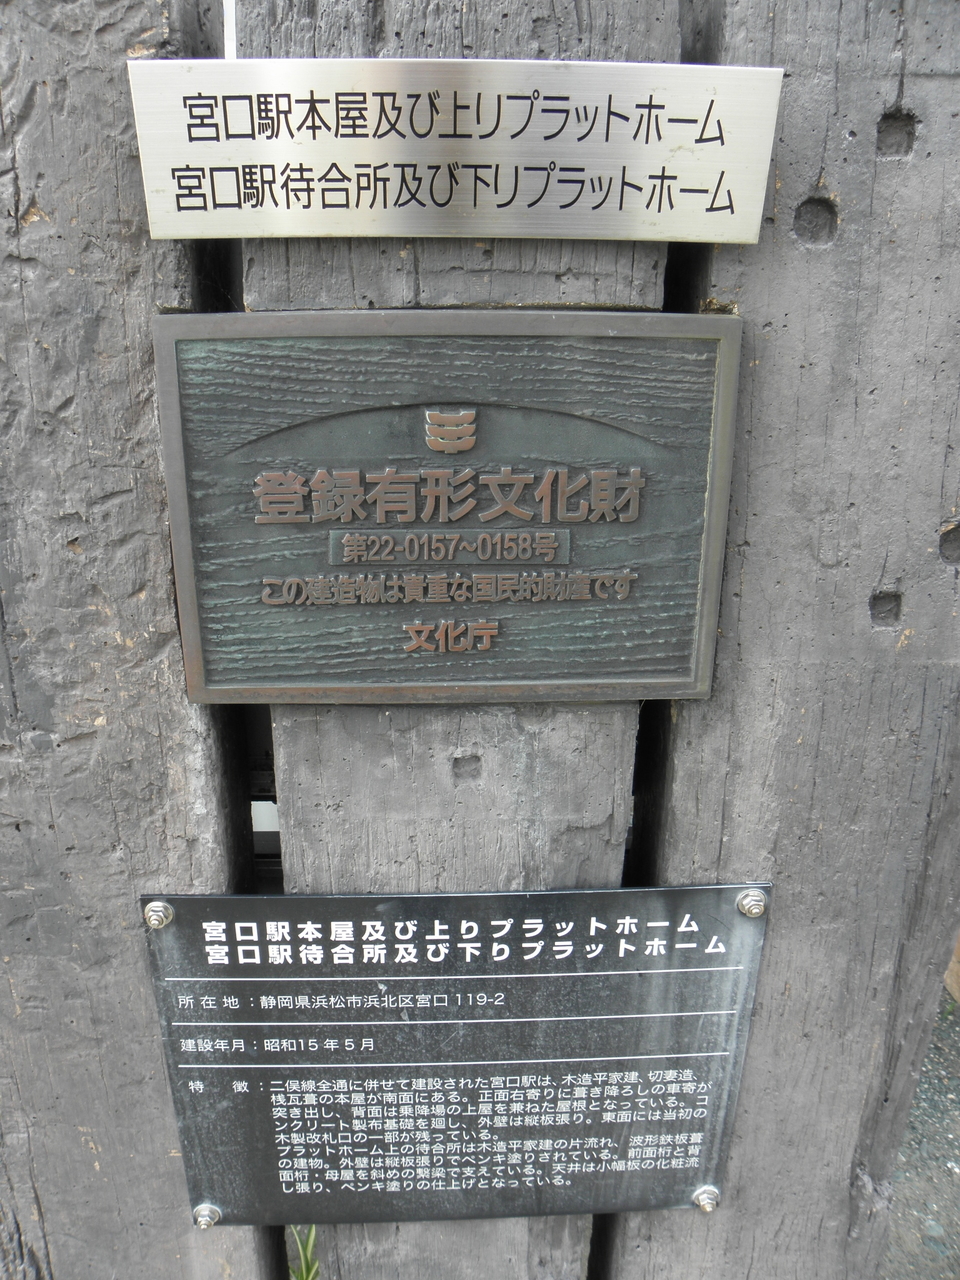 宮口駅本屋及び上りプラットホーム
宮口駅待合所及び下りプラットホーム
登録有形文化財
第22-0157～0158号
この建造物は貴重な国民的財産です
文化庁
宮口駅本屋及び上りプラットホーム
宮口駅待合所及び下りプラットホーム
所在地：静岡県浜松市浜北区宮口119-2
建設年月：昭和15年5月
特　徴：二俣線全通に併せて建設された宮口駅は、木造平家建、切妻造、
桟瓦葺の本屋が南面にある。正面右寄りに葺き降ろしの車寄が
突き出し、背面は乗降場の上屋を兼ねた屋根となっている。コ
ンクリート製布基礎を廻し、外壁は縦板張り。東面には当初の
木製改札口の一部が残っている。
プラットホーム上の待合所は木造平家建の片流れ、波形鉄板葺
の建物。外壁は縦板張りでペンキ塗りされている。前面桁と背
面桁・母屋を斜めの繋梁で支えている。天井は小幅板の化粧流
し張り、ペンキ塗りの仕上げとなっている。